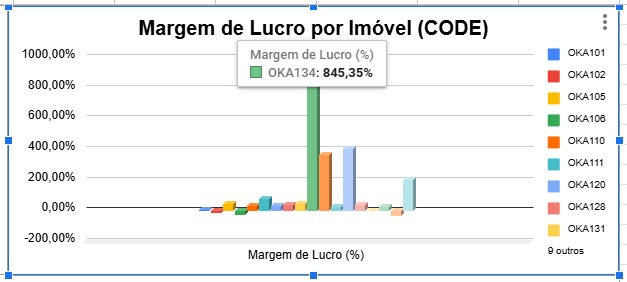 Margem de Lucro por Imóvel (CODE)
Margem de Lucro (%)
OKA134: 845,35%
1000,00%
800,00%
600,00%
400,00%
200,00%
0,00%
-200,00%
Margem de Lucro (%)
OKA101
OKA102
OKA105
OKA106
OKA110
OKA111
OKA120
OKA128
OKA131
9 outros